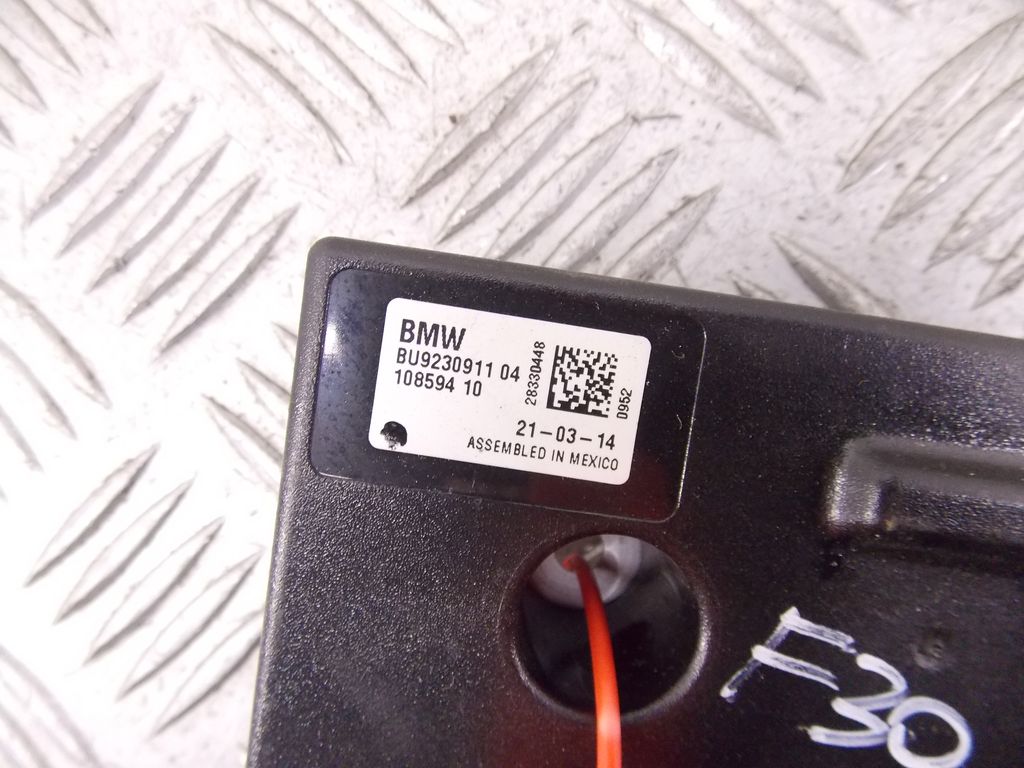 BMW
BU9230911 04
108594 10
28330448
0952
21-03-14
ASSEMBLED IN MEXICO
F30